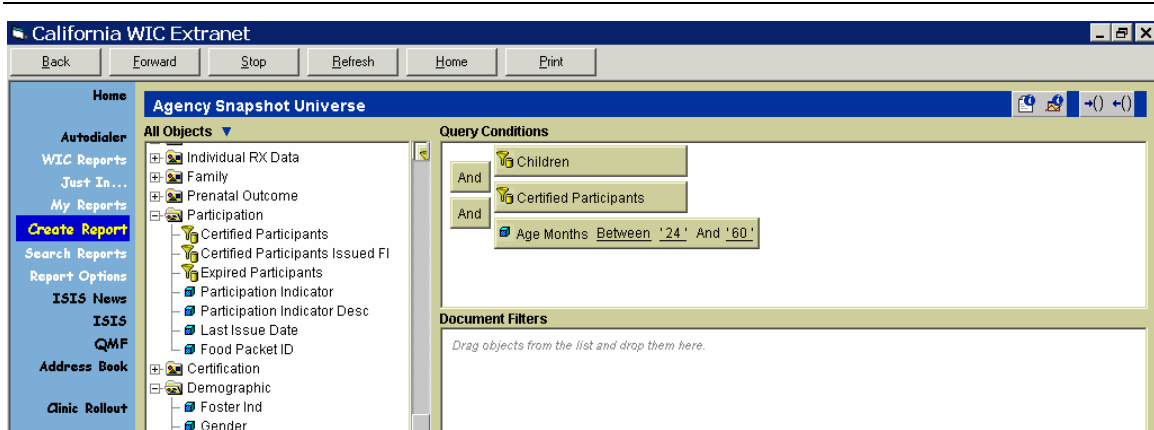 California WIC Extranet
Back Forward Stop Refresh Home Print
Home
Autodialer
WIC Reports
Just In...
My Reports
Create Report
Search Reports
Report Options
ISIS News
ISIS
QMF
Address Book
Clinic Rollout
Agency Snapshot Universe
All Objects
Individual RX Data
Family
Prenatal Outcome
Participation
Certified Participants
Certified Participants Issued FI
Expired Participants
Participation Indicator
Participation Indicator Desc
Last Issue Date
Food Packet ID
Certification
Demographic
Foster Ind
Gender
Query Conditions
Children
And
Certified Participants
And
Age Months Between '24' And '60'
Document Filters
Drag objects from the list and drop them here.